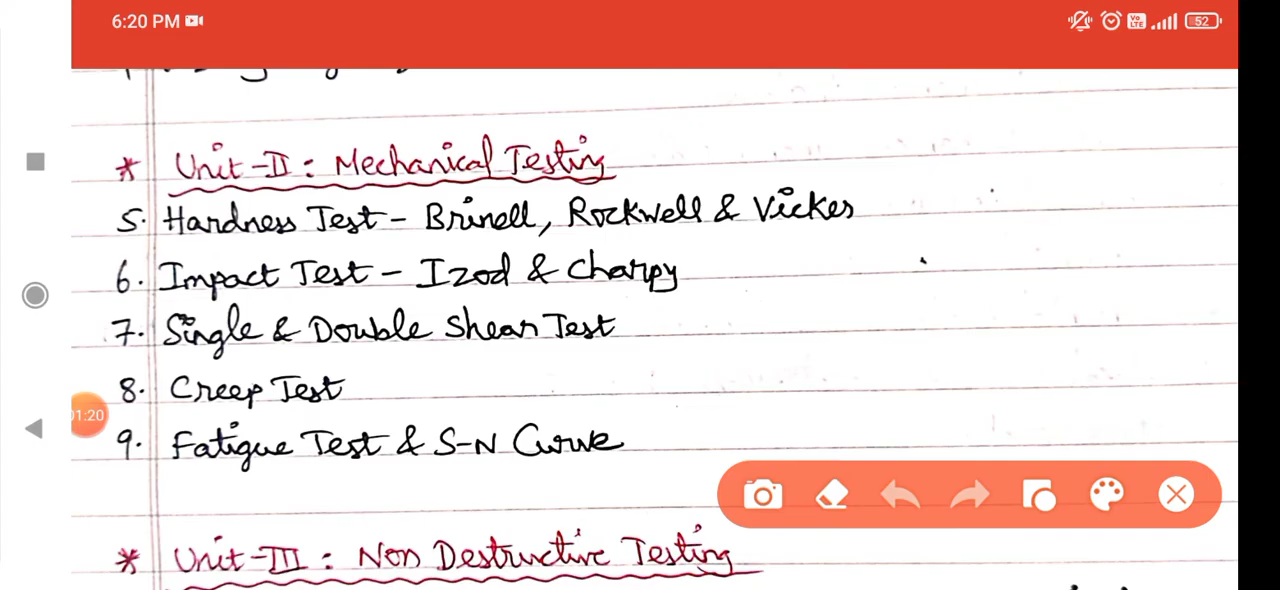 6:20 PM
52
* Unit-II : Mechanical Testing
5. Hardness Test - Brinell, Rockwell & Vickes
6. Impact Test - Izod & Charpy
7. Single & Double Shear Test
8. Creep Test
01:20
9. Fatigue Test & S-N Curve
* Unit-III : Non Destructive Testing